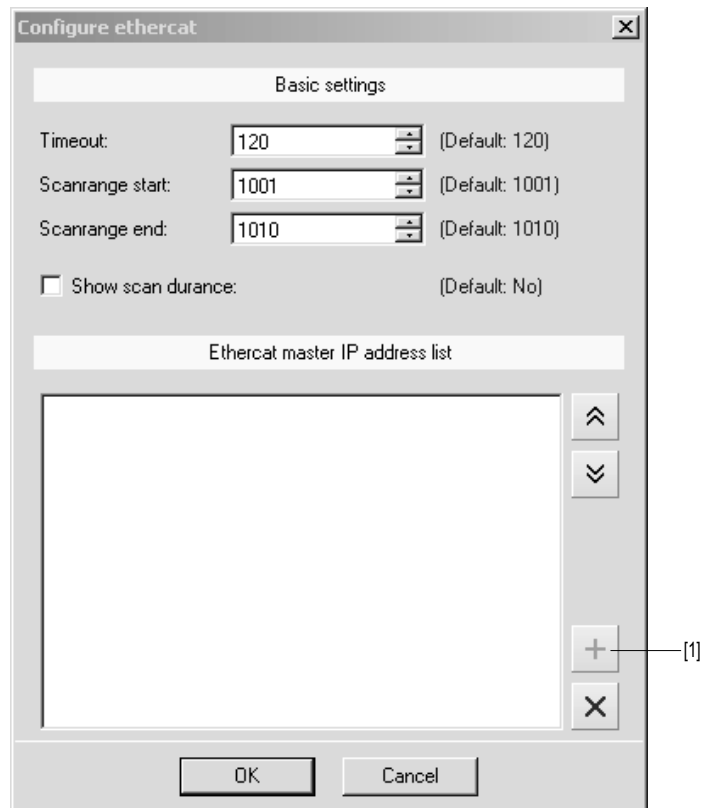 Configure ethercat
Basic settings
Timeout: 120 (Default: 120)
Scanrange start: 1001 (Default: 1001)
Scanrange end: 1010 (Default: 1010)
Show scan durance: (Default: No)
Ethercat master IP address list
[1]
OK Cancel